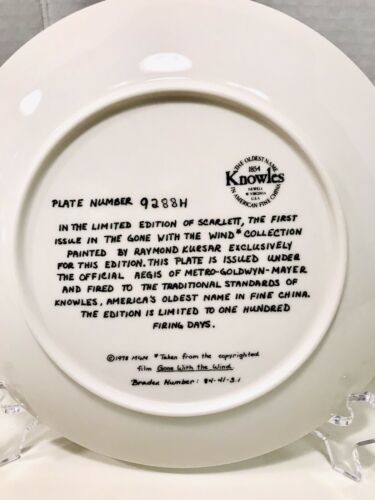 THE OLDEST NAME
1854
Knowles
NEWELL
W. VIRGINIA
U.S.A.
IN AMERICAN FINE CHINA
PLATE NUMBER 9288H
IN THE LIMITED EDITION OF SCARLETT, THE FIRST
ISSUE IN THE GONE WITH THE WIND* COLLECTION
PAINTED BY RAYMOND KURSAR EXCLUSIVELY
FOR THIS EDITION. THIS PLATE IS ISSUED UNDER
THE OFFICIAL AEGIS OF METRO-GOLDWYN-MAYER
AND FIRED TO THE TRADITIONAL STANDARDS OF
KNOWLES, AMERICA'S OLDEST NAME IN FINE CHINA.
THE EDITION IS LIMITED TO ONE HUNDRED
FIRING DAYS.
©1978 MGM *Taken from the copyrighted
film Gone With the Wind
Bradex Number: 84-41-3.1